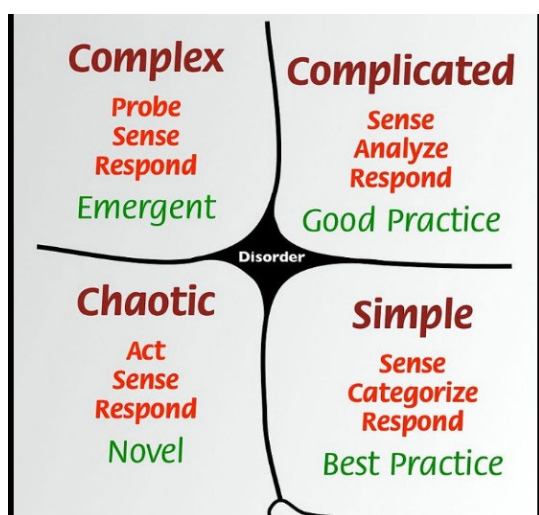 Complex
Probe
Sense
Respond
Emergent
Complicated
Sense
Analyze
Respond
Good Practice
Disorder
Chaotic
Act
Sense
Respond
Novel
Simple
Sense
Categorize
Respond
Best Practice